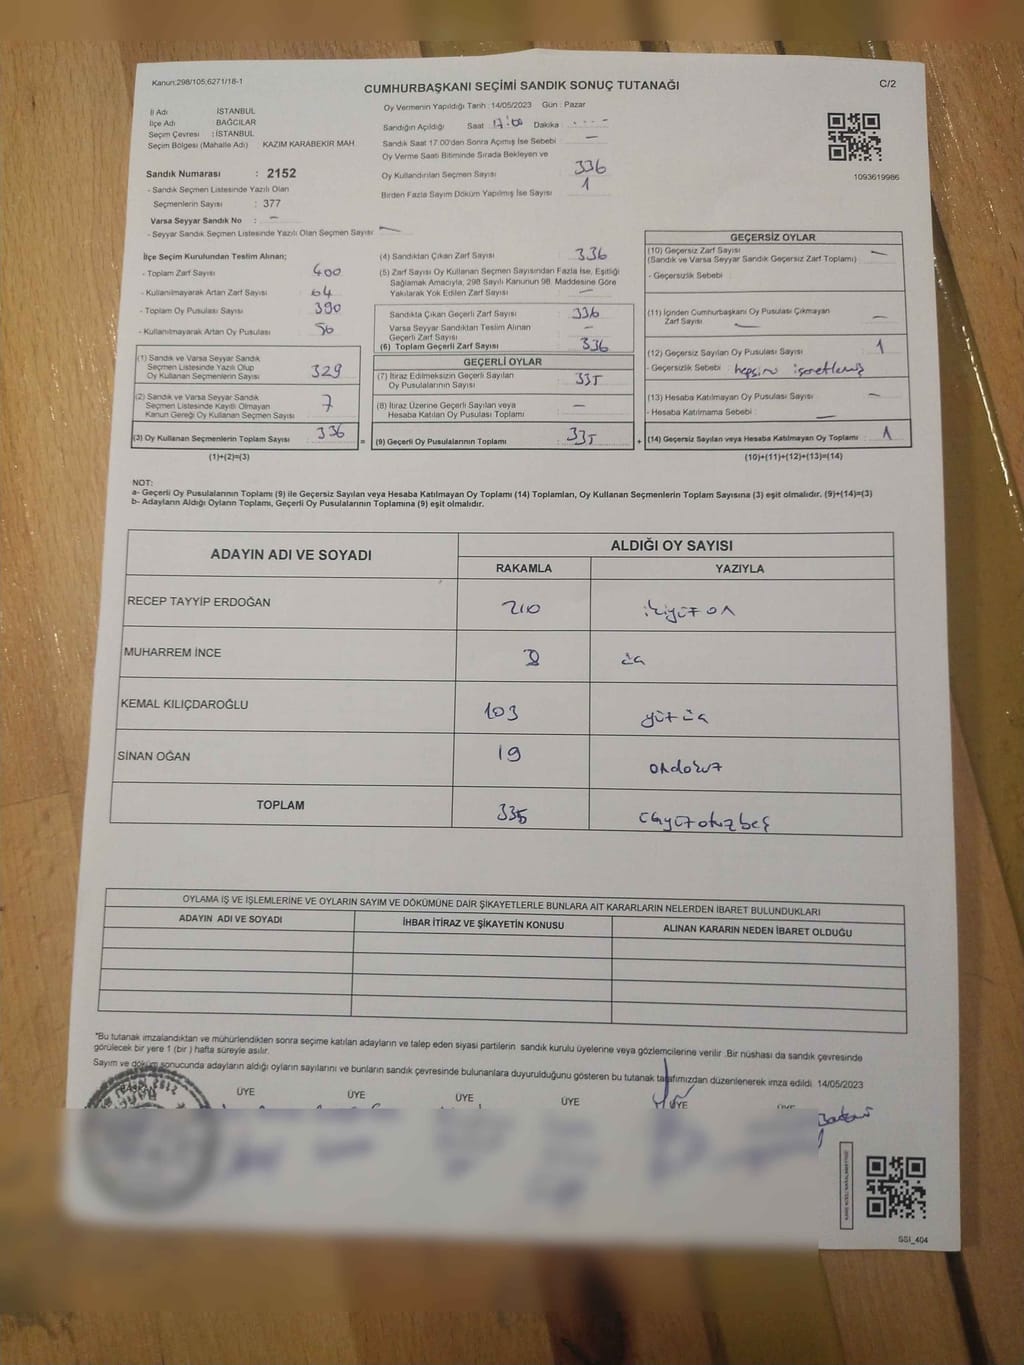 Kanun:298/105,6271/18-1
CUMHURBAŞKANI SEÇİMİ SANDIK SONUÇ TUTANAĞI
C/2
Oy Vermenin Yapıldığı Tarih :14/05/2023 Gün : Pazar
İl Adı İSTANBUL
İlçe Adı BAĞCILAR
Seçim Çevresi : İSTANBUL
Seçim Bölgesi (Mahalle Adı) KAZIM KARABEKİR MAH
Sandık Numarası : 2152
- Sandık Seçmen Listesinde Yazılı Olan
Seçmenlerin Sayısı : 377
Varsa Seyyar Sandık No : -
- Seyyar Sandık Seçmen Listesinde Yazılı Olan Seçmen Sayısı -
Sandığın Açıldığı Saat 17:00 Dakika : - - - -
Sandık Saat 17.00'den Sonra Açılmış İse Sebebi -
Oy Verme Saati Bitiminde Sırada Bekleyen ve
Oy Kullandırılan Seçmen Sayısı 336
Birden Fazla Sayım Döküm Yapılmış İse Sayısı 1
1093619986
İlçe Seçim Kurulundan Teslim Alınan;
- Toplam Zarf Sayısı 400
- Kullanılmayarak Artan Zarf Sayısı 64
- Toplam Oy Pusulası Sayısı 390
- Kullanılmayarak Artan Oy Pusulası
(1) Sandık ve Varsa Seyyar Sandık
Seçmen Listesinde Yazılı Olup
Oy Kullanan Seçmenlerin Sayısı 329
(2) Sandık ve Varsa Seyyar Sandık
Seçmen Listesinde Kayıtlı Olmayan
Kanun Gereği Oy Kullanan Seçmen Sayısı 7
(3) Oy Kullanan Seçmenlerin Toplam Sayısı 336
(1)+(2)=(3)
(4) Sandıktan Çıkan Zarf Sayısı 336
(5) Zarf Sayısı Oy Kullanan Seçmen Sayısından Fazla İse, Eşitliği
Sağlamak Amacıyla, 298 Sayılı Kanunun 98. Maddesine Göre
Yakılarak Yok Edilen Zarf Sayısı -
Sandıkta Çıkan Geçerli Zarf Sayısı 336
Varsa Seyyar Sandıktan Teslim Alınan
Geçerli Zarf Sayısı -
(6) Toplam Geçerli Zarf Sayısı 336
GEÇERLİ OYLAR
(7) İtiraz Edilmeksizin Geçerli Sayılan
Oy Pusulalarının Sayısı 335
(8) İtiraz Üzerine Geçerli Sayılan veya
Hesaba Katılan Oy Pusulası Toplamı -
= (9) Geçerli Oy Pusulalarının Toplamı 335
GEÇERSİZ OYLAR
(10) Geçersiz Zarf Sayısı
(Sandık ve Varsa Seyyar Sandık Geçersiz Zarf Toplamı) -
- Geçersizlik Sebebi
(11) İçinden Cumhurbaşkanı Oy Pusulası Çıkmayan
Zarf Sayısı -
(12) Geçersiz Sayılan Oy Pusulası Sayısı 1
- Geçersizlik Sebebi hepsini işaretlemiş
(13) Hesaba Katılmayan Oy Pusulası Sayısı -
- Hesaba Katılmama Sebebi -
+ (14) Geçersiz Sayılan veya Hesaba Katılmayan Oy Toplamı 1
(10)+(11)+(12)+(13)=(14)
NOT:
a- Geçerli Oy Pusulalarının Toplamı (9) ile Geçersiz Sayılan veya Hesaba Katılmayan Oy Toplamı (14) Toplamları, Oy Kullanan Seçmenlerin Toplam Sayısına (3) eşit olmalıdır. (9)+(14)=(3)
b- Adayların Aldığı Oyların Toplamı, Geçerli Oy Pusulalarının Toplamına (9) eşit olmalıdır.
ADAYIN ADI VE SOYADI ALDIĞI OY SAYISI
RAKAMLA YAZIYLA
RECEP TAYYİP ERDOĞAN 210 ikiyüz on
MUHARREM İNCE 3 üç
KEMAL KILIÇDAROĞLU 103 yüz üç
SİNAN OĞAN 19 ondokuz
TOPLAM 335 üçyüzotuzbeş
OYLAMA İŞ VE İŞLEMLERİNE VE OYLARIN SAYIM VE DÖKÜMÜNE DAİR ŞİKAYETLERLE BUNLARA AİT KARARLARIN NELERDEN İBARET BULUNDUKLARI
ADAYIN ADI VE SOYADI İHBAR İTİRAZ VE ŞİKAYETİN KONUSU ALINAN KARARIN NEDEN İBARET OLDUĞU
"Bu tutanak imzalandıktan ve mühürlendikten sonra seçime katılan adayların ve talep eden siyasi partilerin sandık kurulu üyelerine veya gözlemcilerine verilir .Bir nüshası da sandık çevresinde
görülecek bir yere 1 (bir ) hafta süreyle asılır.
Sayım ve döküm sonucunda adayların aldığı oyların sayılarını ve bunların sandık çevresinde bulunanlara duyurulduğunu gösteren bu tutanak tarafımızdan düzenlenerek imza edildi. 14/05/2023
BAŞKAN ÜYE ÜYE ÜYE ÜYE ÜYE ÜYE
SSI_404